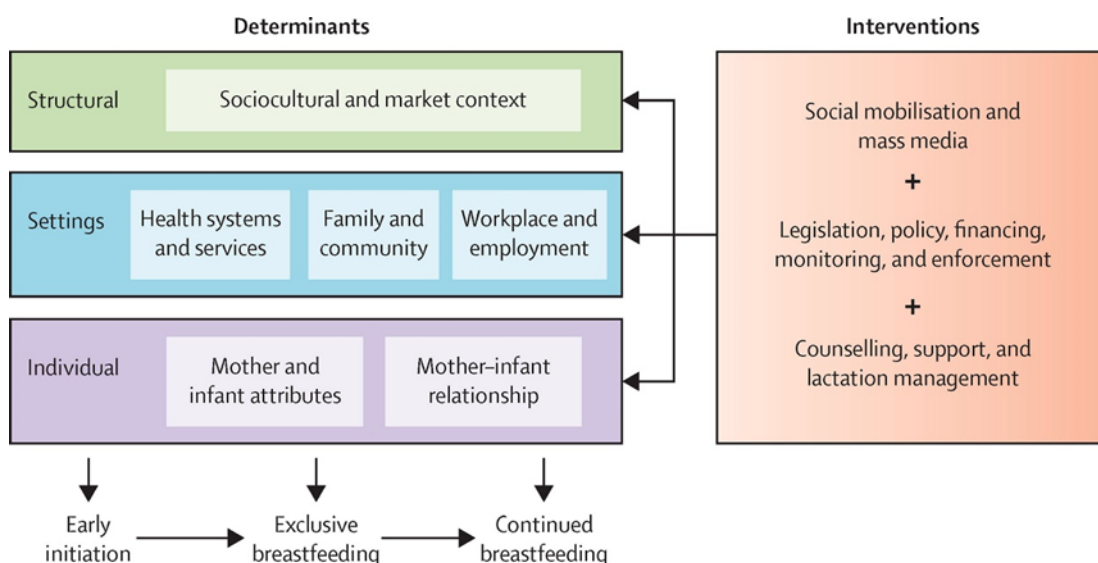 Determinants
Interventions
Structural
Sociocultural and market context
Settings
Health systems
and services
Family and
community
Workplace and
employment
Individual
Mother and
infant attributes
Mother–infant
relationship
Social mobilisation and
mass media
+
Legislation, policy, financing,
monitoring, and enforcement
+
Counselling, support, and
lactation management
Early
initiation
Exclusive
breastfeeding
Continued
breastfeeding